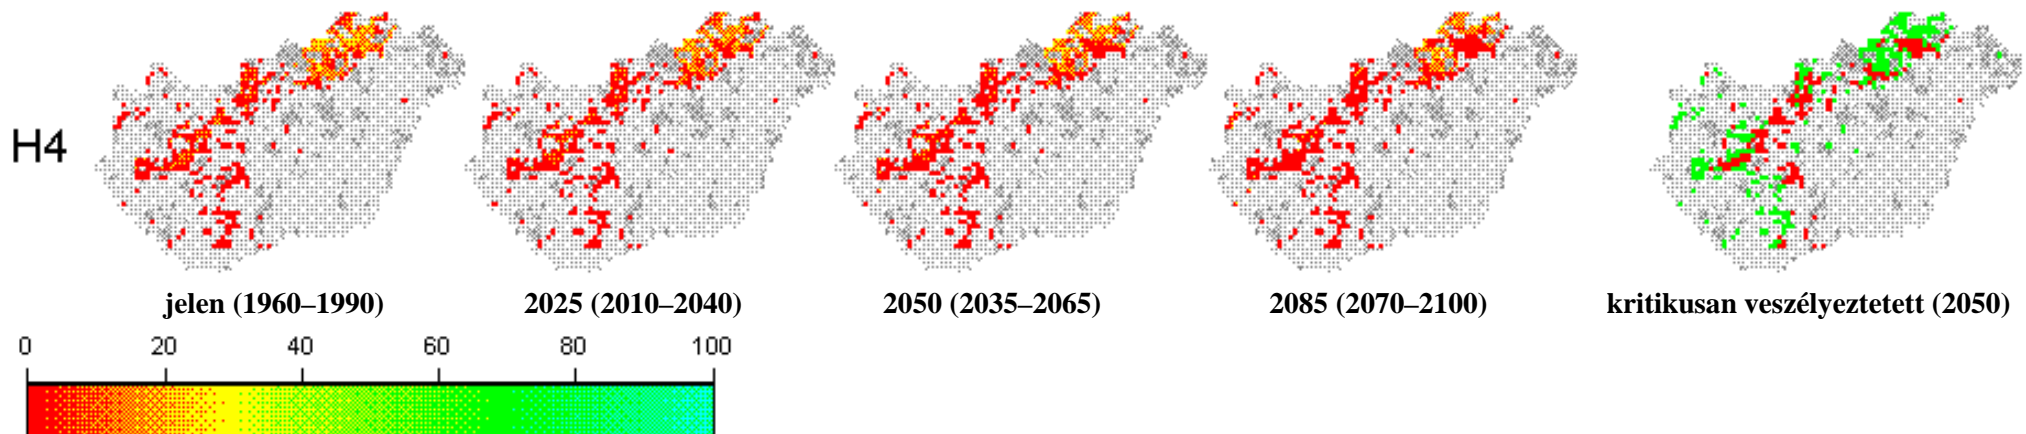 H4
jelen (1960–1990) 2025 (2010–2040) 2050 (2035–2065) 2085 (2070–2100) kritikusan veszélyeztetett (2050)
0 20 40 60 80 100